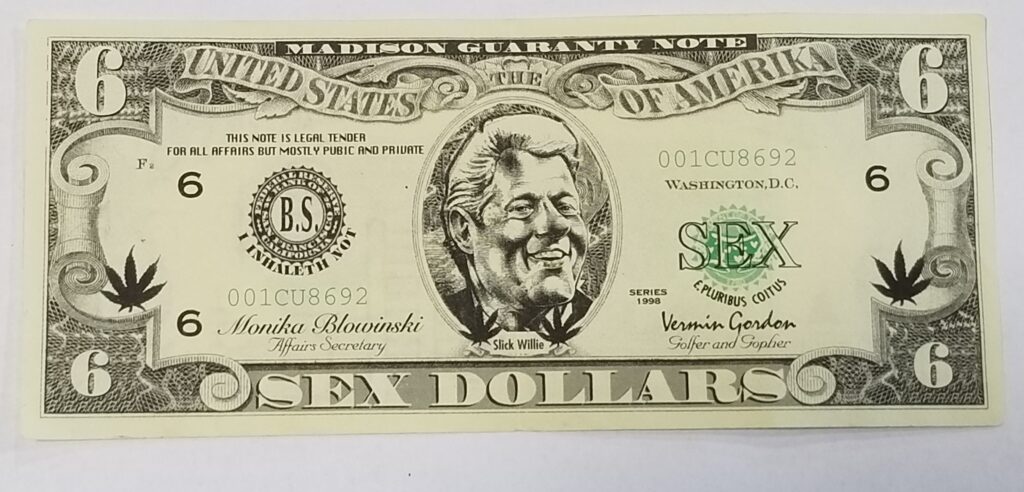 MADISON GUARANTY NOTE
6 UNITED STATES THE OF AMERIKA 6
THIS NOTE IS LEGAL TENDER
FOR ALL AFFAIRS BUT MOSTLY PUBIC AND PRIVATE
F2
6
B.S.
I INHALETH NOT
001CU8692
6
Monika Blowinski
Affairs Secretary
Slick Willie
001CU8692
WASHINGTON, D.C.
6
SEX
E PLURIBUS COITUS
SERIES
1998
Vermin Gordon
Golfer and Gopher
6 SEX DOLLARS 6